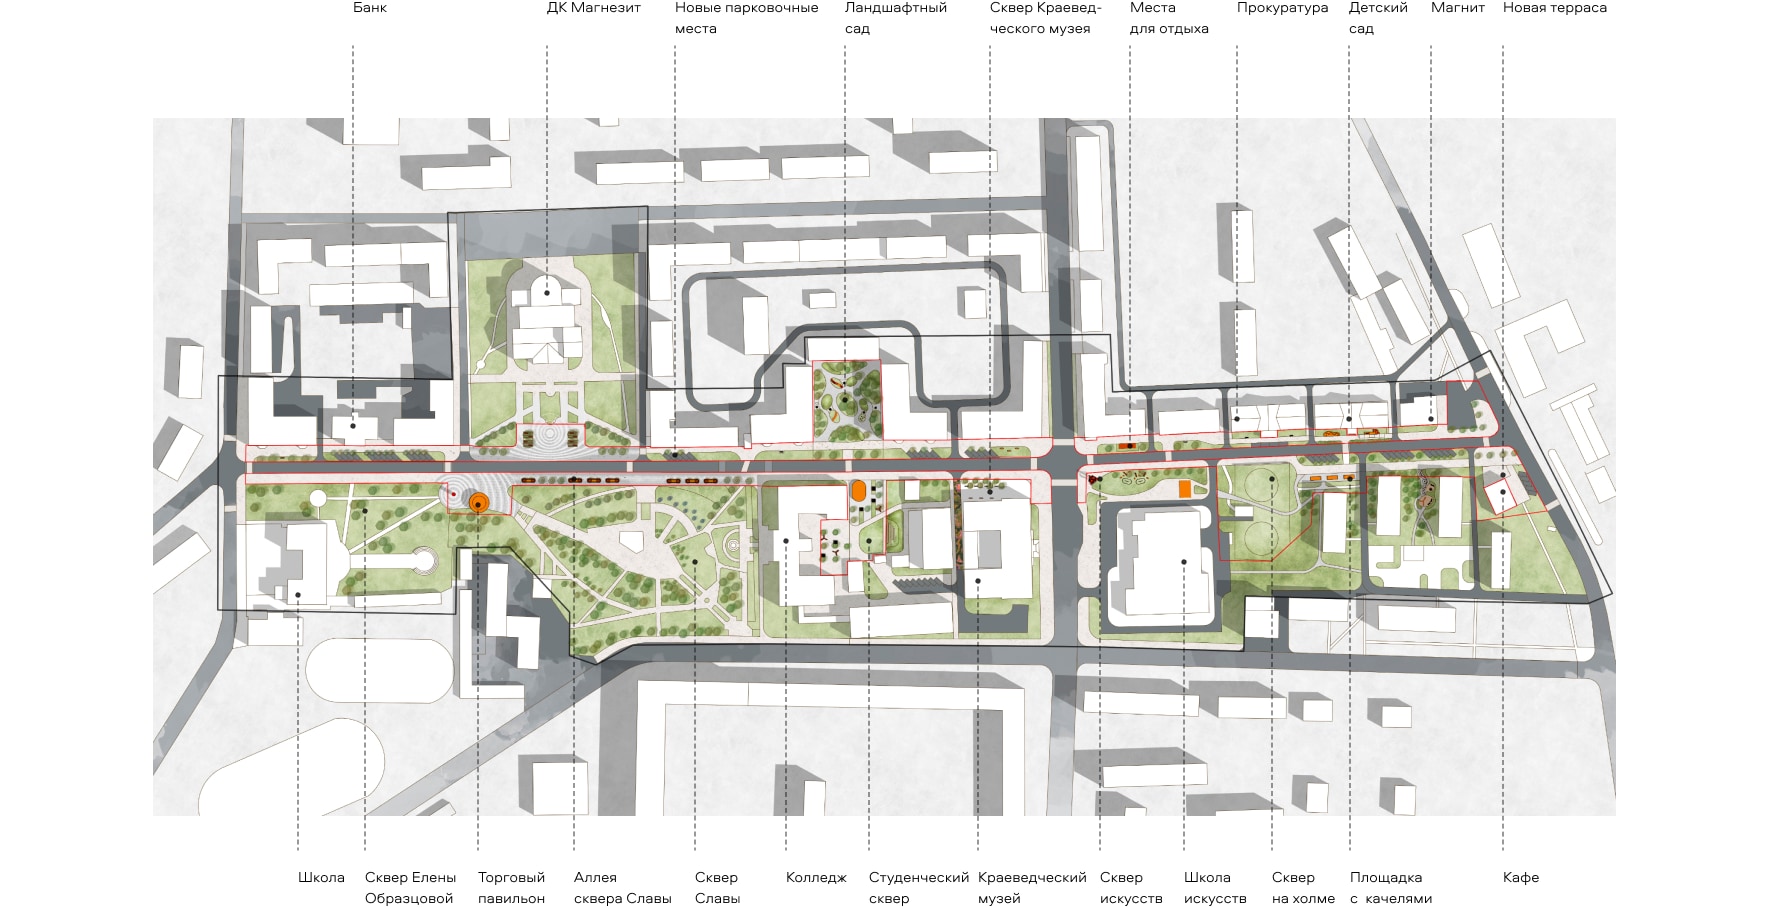 Банк
ДК Магнезит
Новые парковочные
места
Ландшафтный
сад
Сквер Краевед-
ческого музея
Места
для отдыха
Прокуратура
Детский
сад
Магнит
Новая терраса
Школа
Сквер Елены
Образцовой
Торговый
павильон
Аллея
сквера Славы
Сквер
Славы
Колледж
Студенческий
сквер
Краеведческий
музей
Сквер
искусств
Школа
искусств
Сквер
на холме
Площадка
с качелями
Кафе